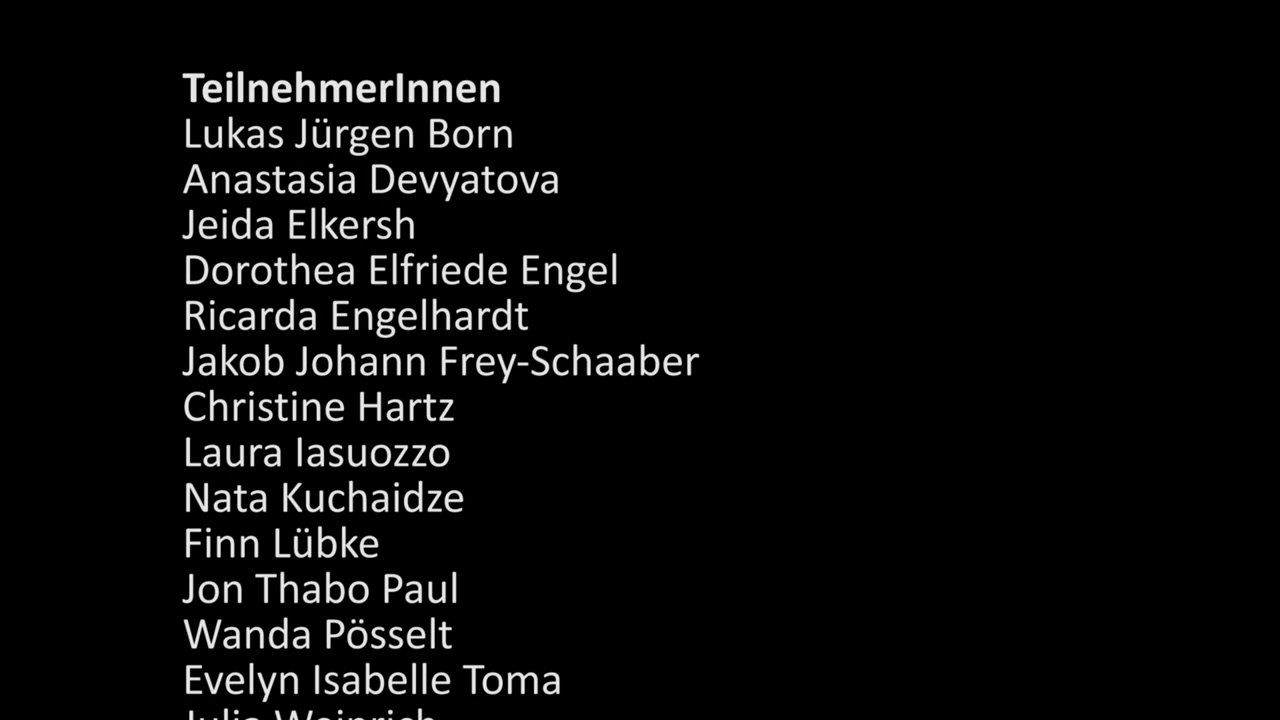 TeilnehmerInnen
Lukas Jürgen Born
Anastasia Devyatova
Jeida Elkersh
Dorothea Elfriede Engel
Ricarda Engelhardt
Jakob Johann Frey-Schaaber
Christine Hartz
Laura Iasuozzo
Nata Kuchaidze
Finn Lübke
Jon Thabo Paul
Wanda Pösselt
Evelyn Isabelle Toma